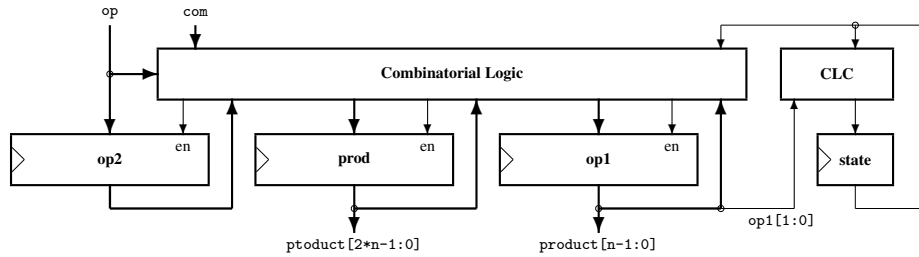 op
com
Combinatorial Logic
CLC
en
en
en
op2
prod
op1
state
op1[1:0]
ptoduct[2*n-1:0]
product[n-1:0]